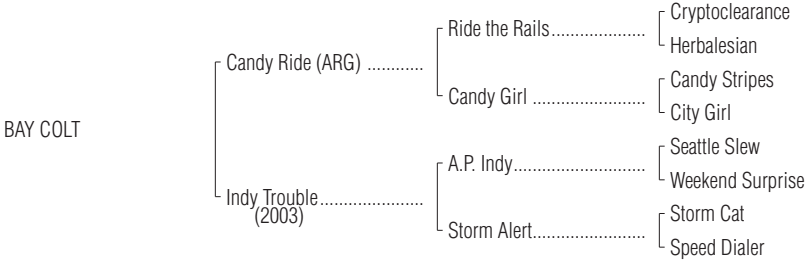 Cryptoclearance
Ride the Rails.....................
Herbalesian
Candy Ride (ARG) ............
Candy Stripes
Candy Girl .........................
City Girl
BAY COLT
Seattle Slew
A.P. Indy.............................
Weekend Surprise
Indy Trouble.......................
(2003)
Storm Cat
Storm Alert.........................
Speed Dialer